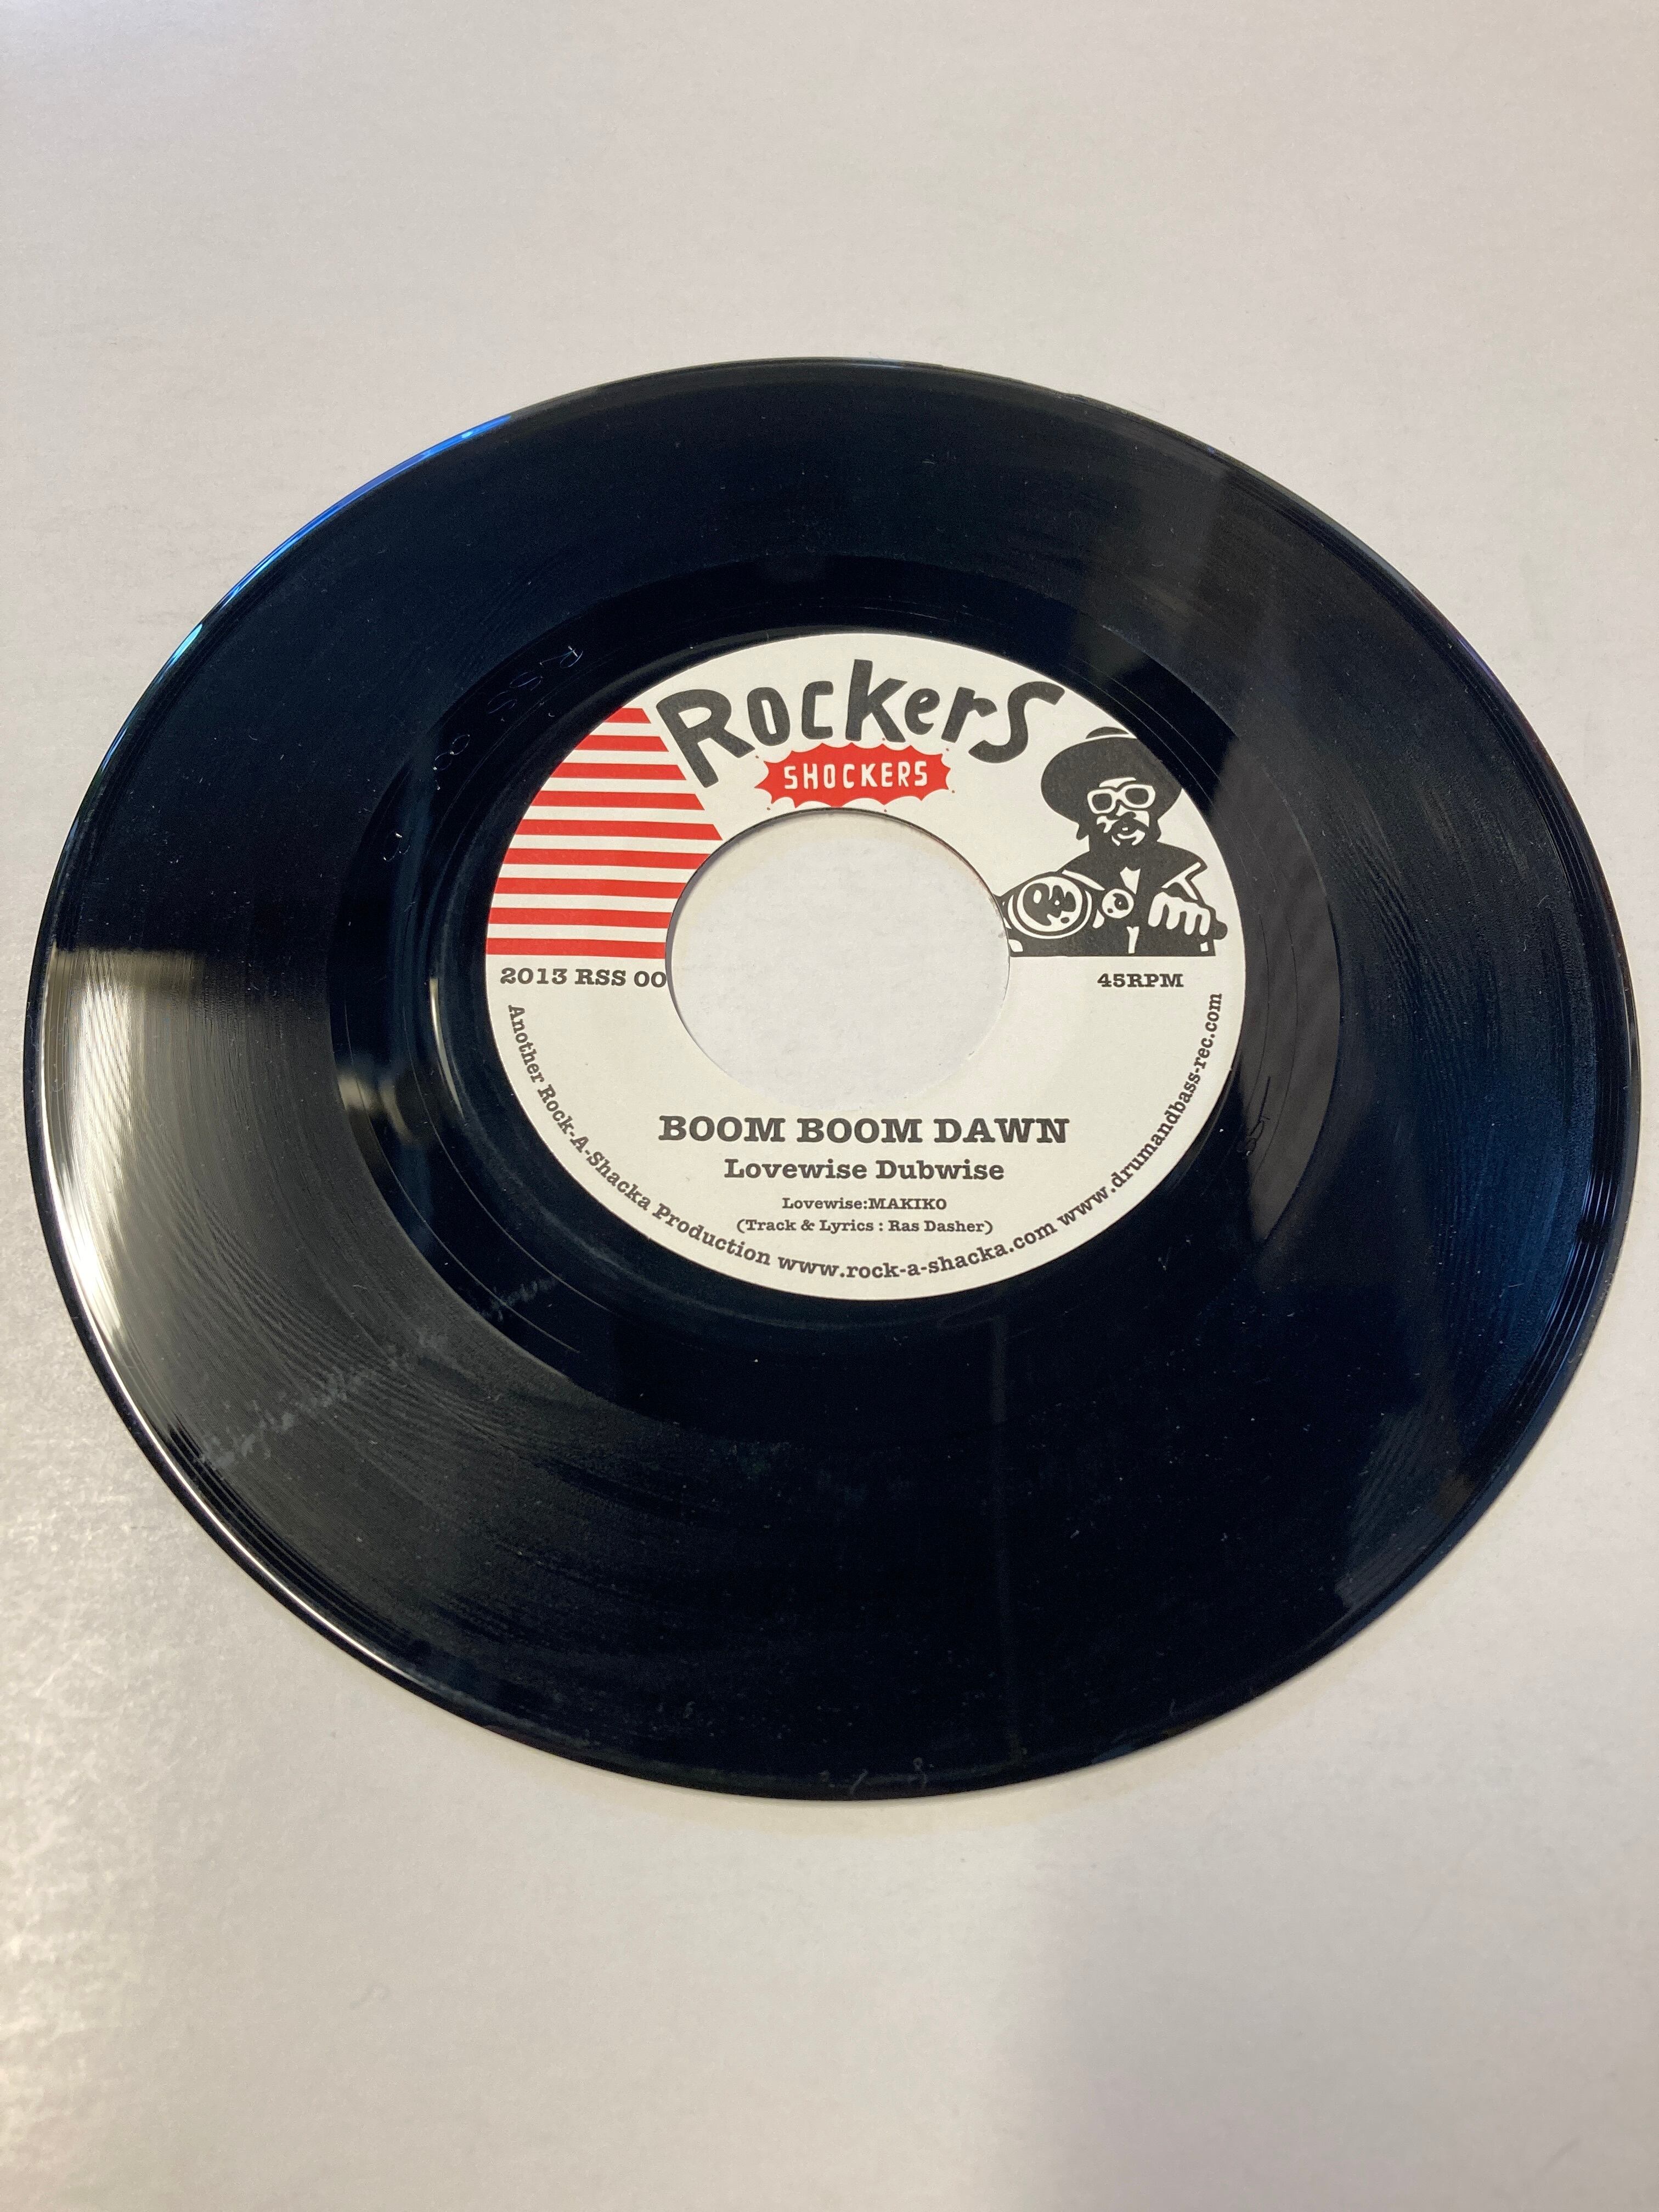 RockerS
SHOCKERS
2013 RSS 00
45RPM
BOOM BOOM DAWN
Lovewise Dubwise
Lovewise:MAKIKO
(Track & Lyrics : Ras Dasher)
Another Rock-A-Shacka Production www.rock-a-shacka.com www.drumandbass-rec.com